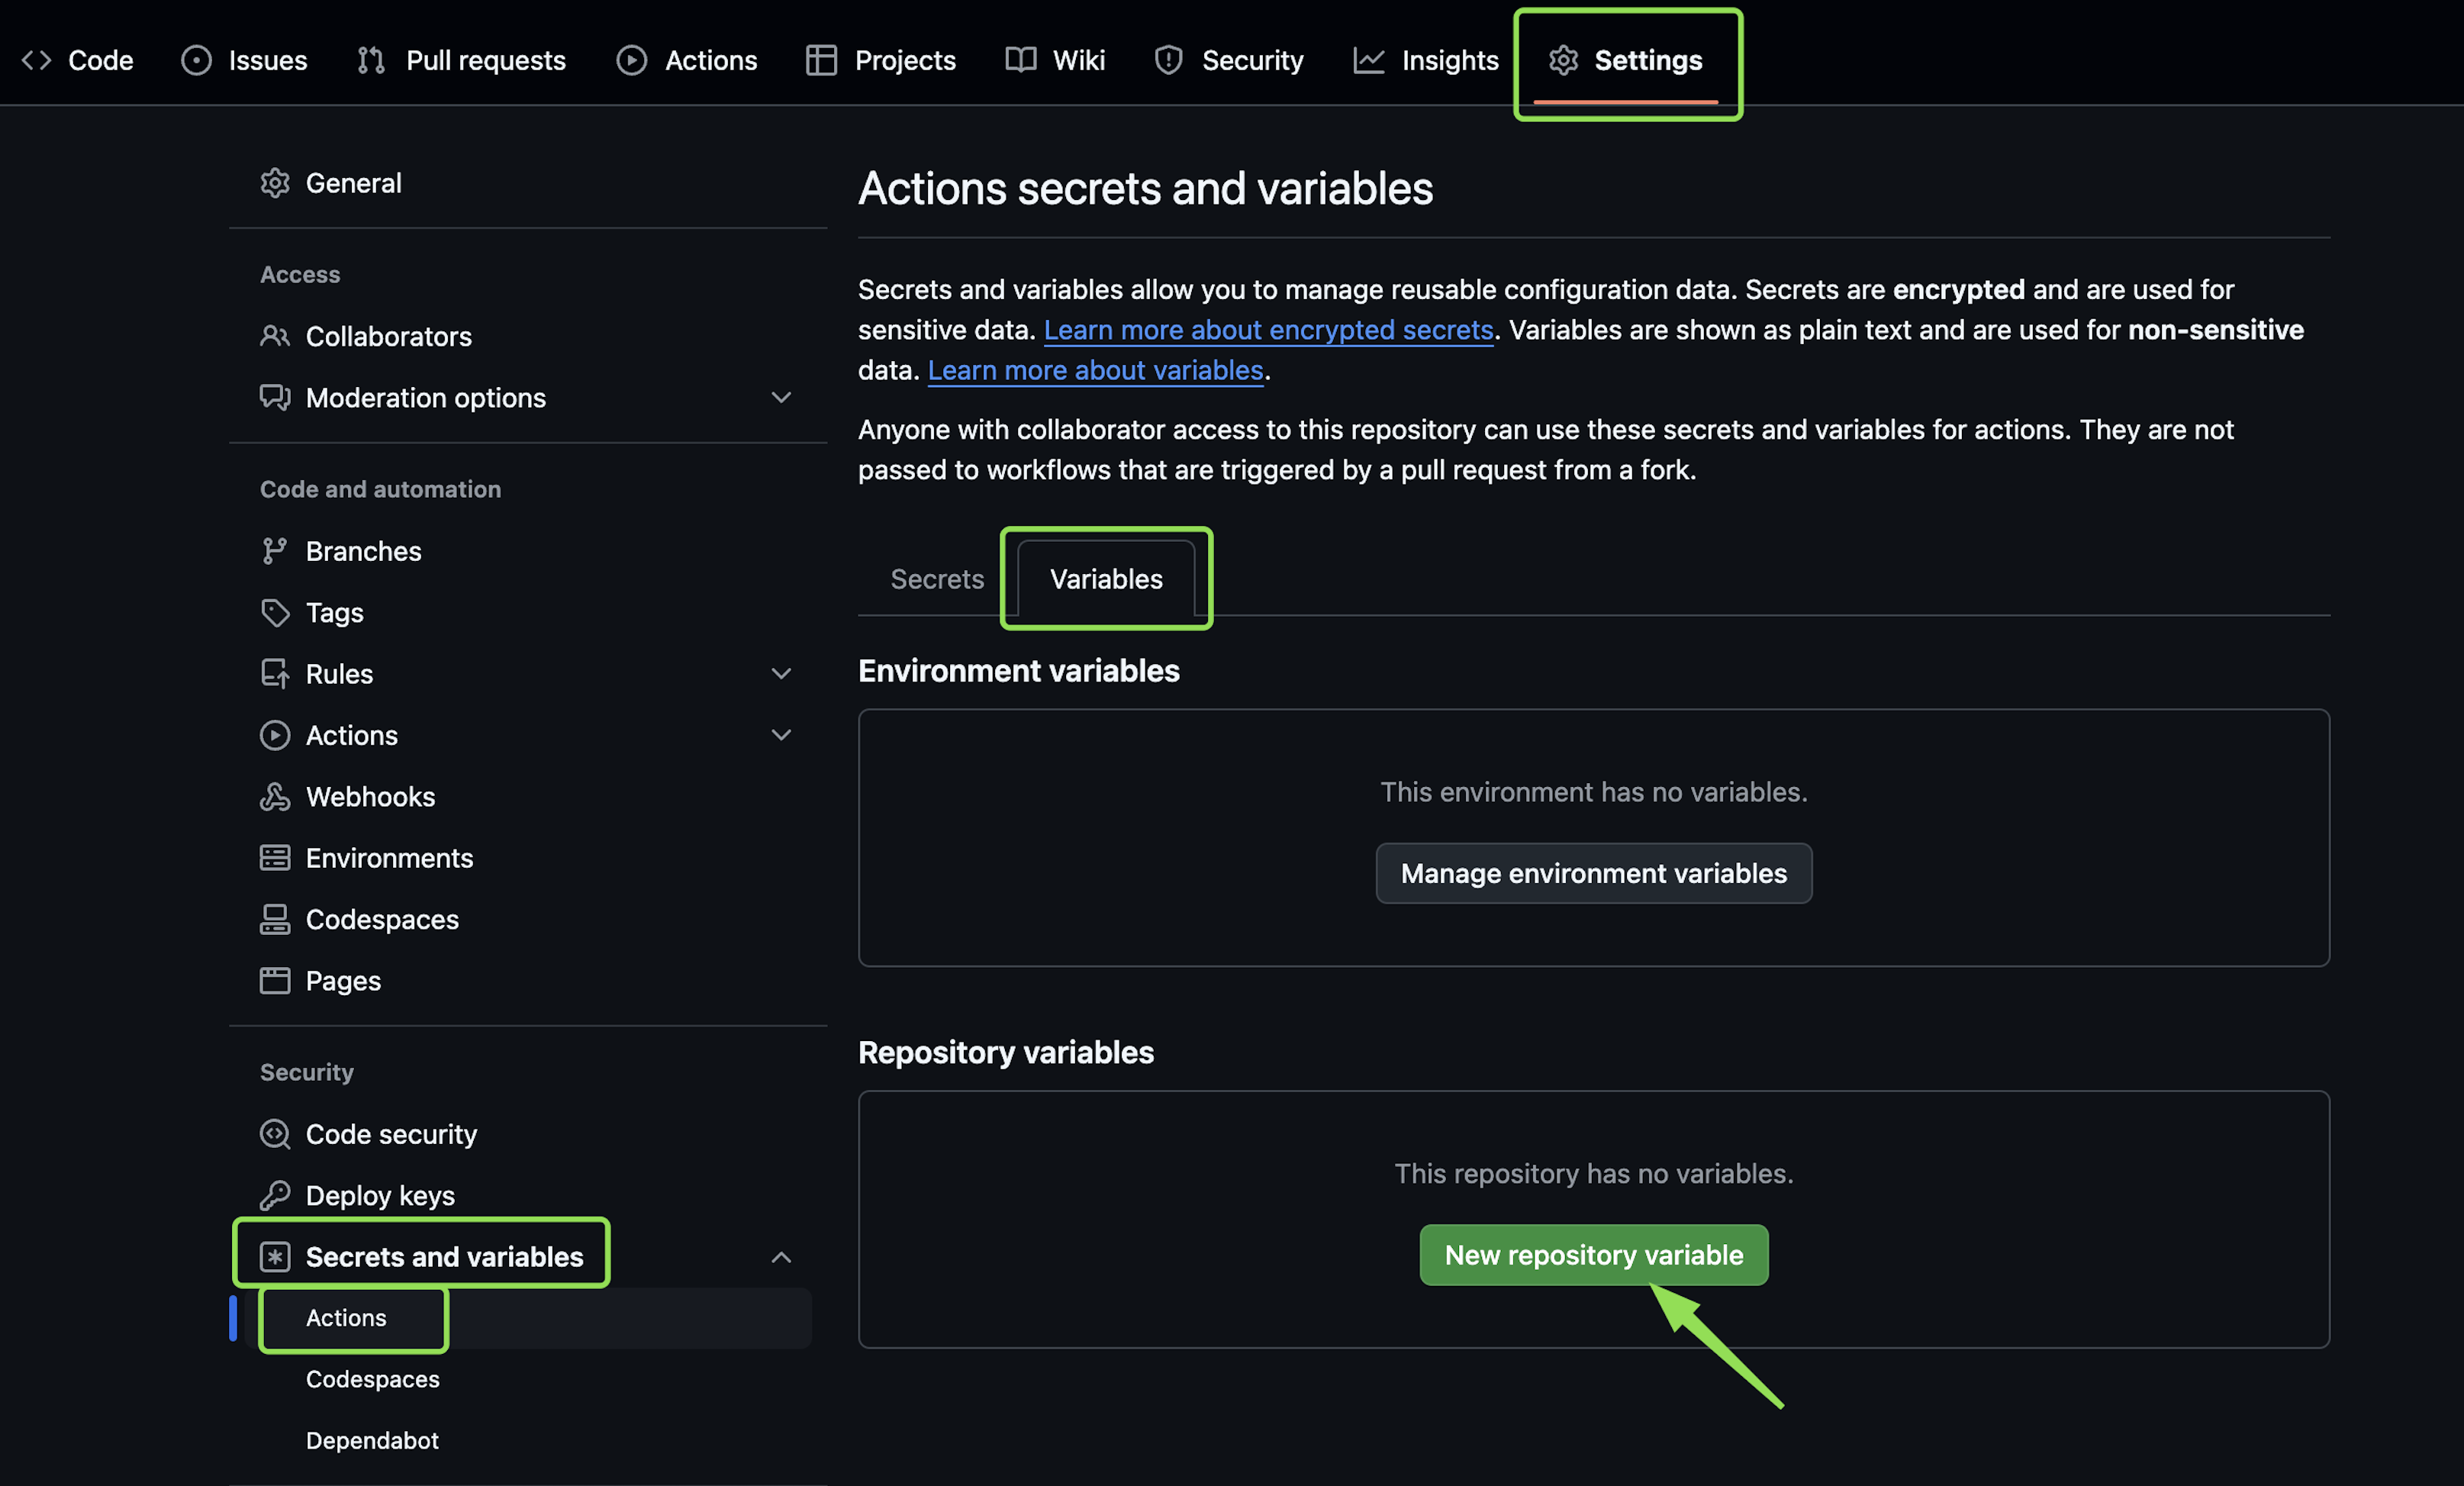 Code Issues Pull requests Actions Projects Wiki Security Insights Settings
General
Access
Collaborators
Moderation options
Code and automation
Branches
Tags
Rules
Actions
Webhooks
Environments
Codespaces
Pages
Security
Code security
Deploy keys
Secrets and variables
Actions
Codespaces
Dependabot
Actions secrets and variables
Secrets and variables allow you to manage reusable configuration data. Secrets are encrypted and are used for
sensitive data. Learn more about encrypted secrets. Variables are shown as plain text and are used for non-sensitive
data. Learn more about variables.
Anyone with collaborator access to this repository can use these secrets and variables for actions. They are not
passed to workflows that are triggered by a pull request from a fork.
Secrets Variables
Environment variables
This environment has no variables.
Manage environment variables
Repository variables
This repository has no variables.
New repository variable